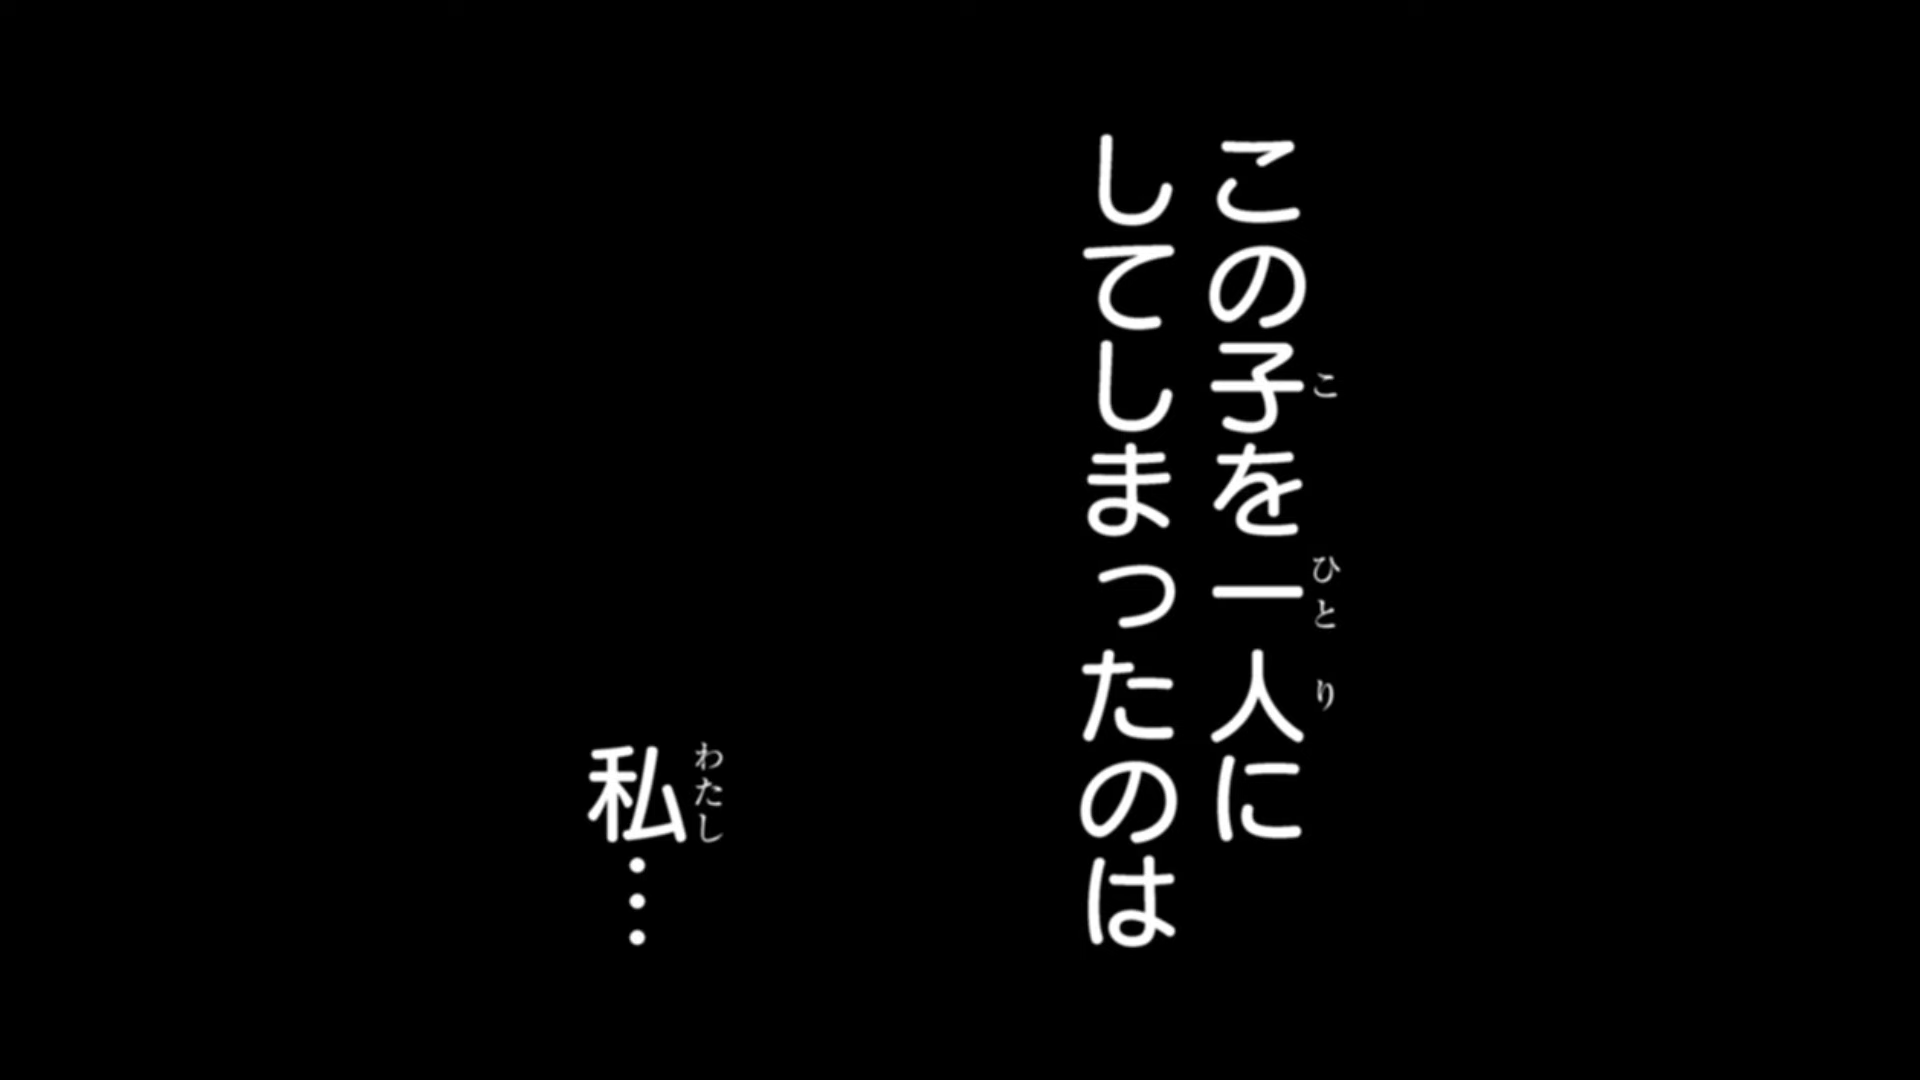 この子を一人に
してしまったのは
私…